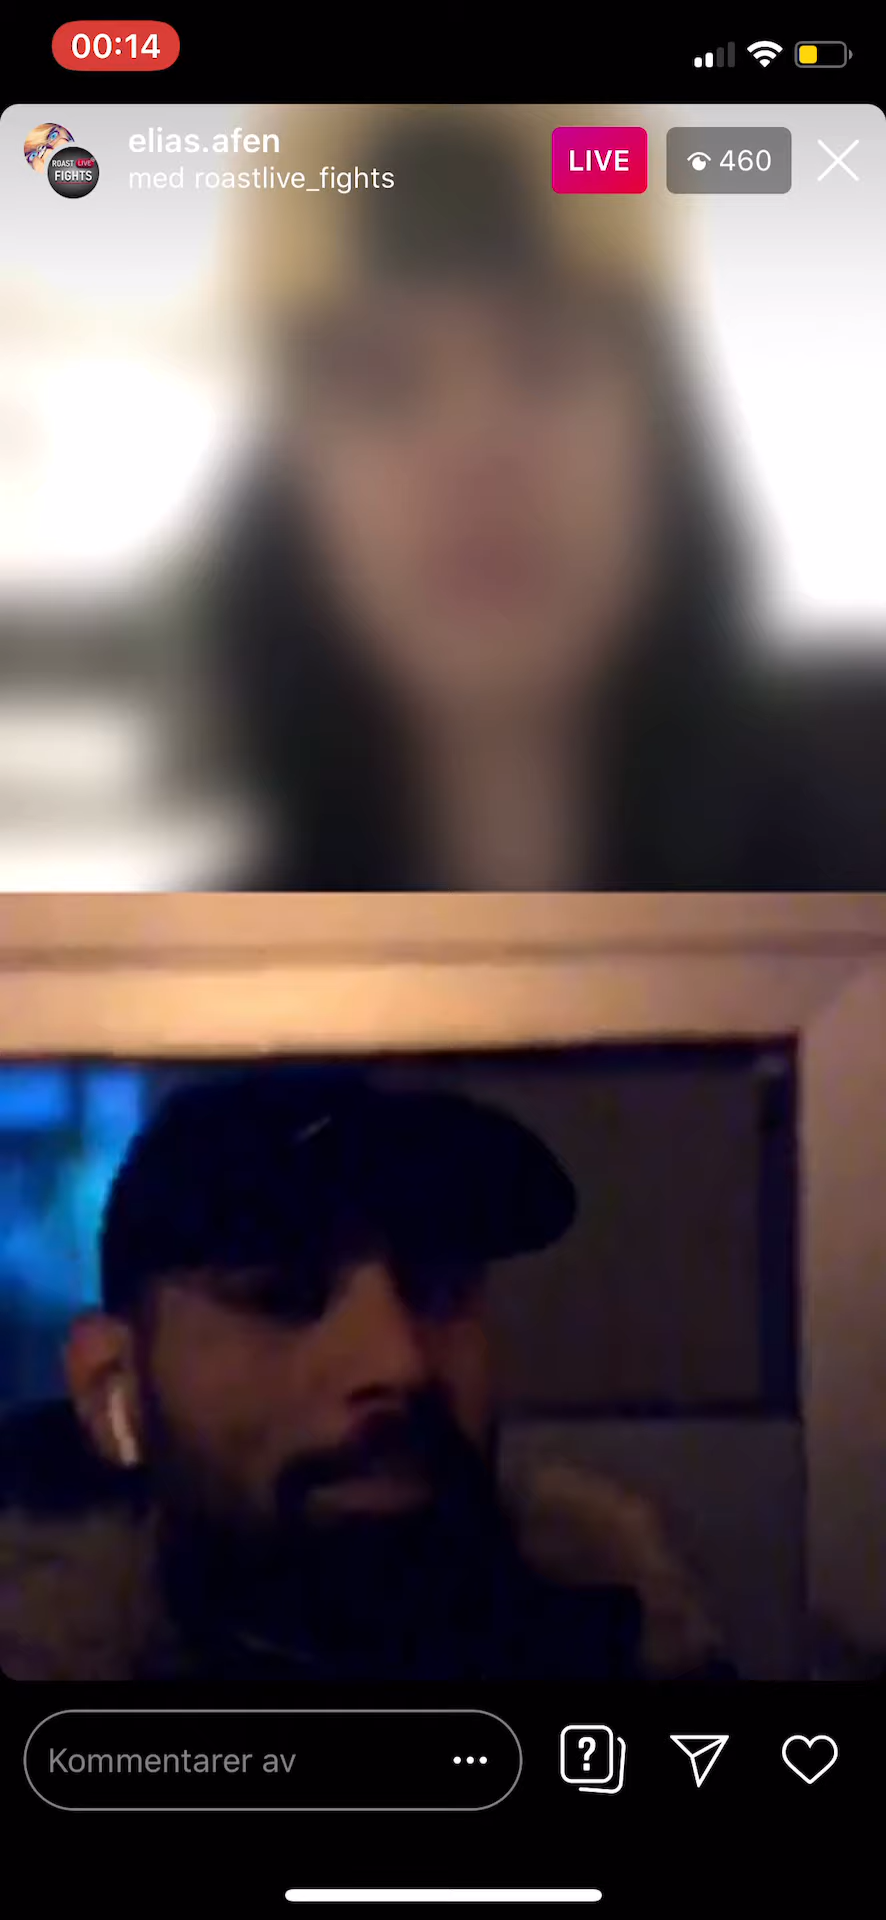 00:14
elias.afen
med roastlive_fights
LIVE
460
ROAST LIVE
FIGHTS
Kommentarer av
?